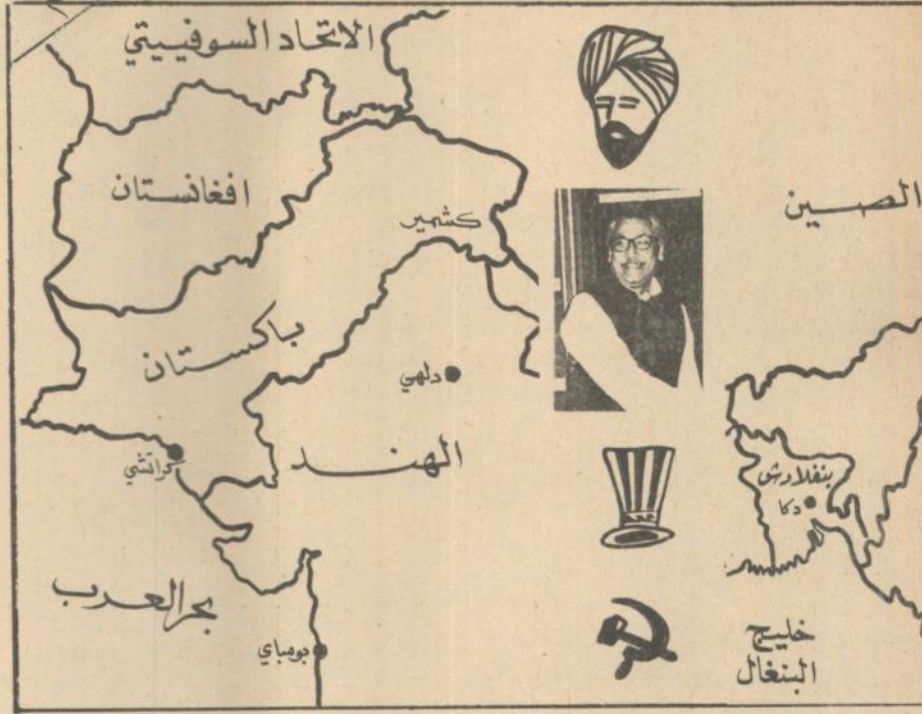 الاتحاد السوفييتي
افغانستان
كشمير
الصين
باكستان
دلهي
الهند
كراتشي
بنغلادش
دكا
بحر العرب
بومباي
خليج
البنغال